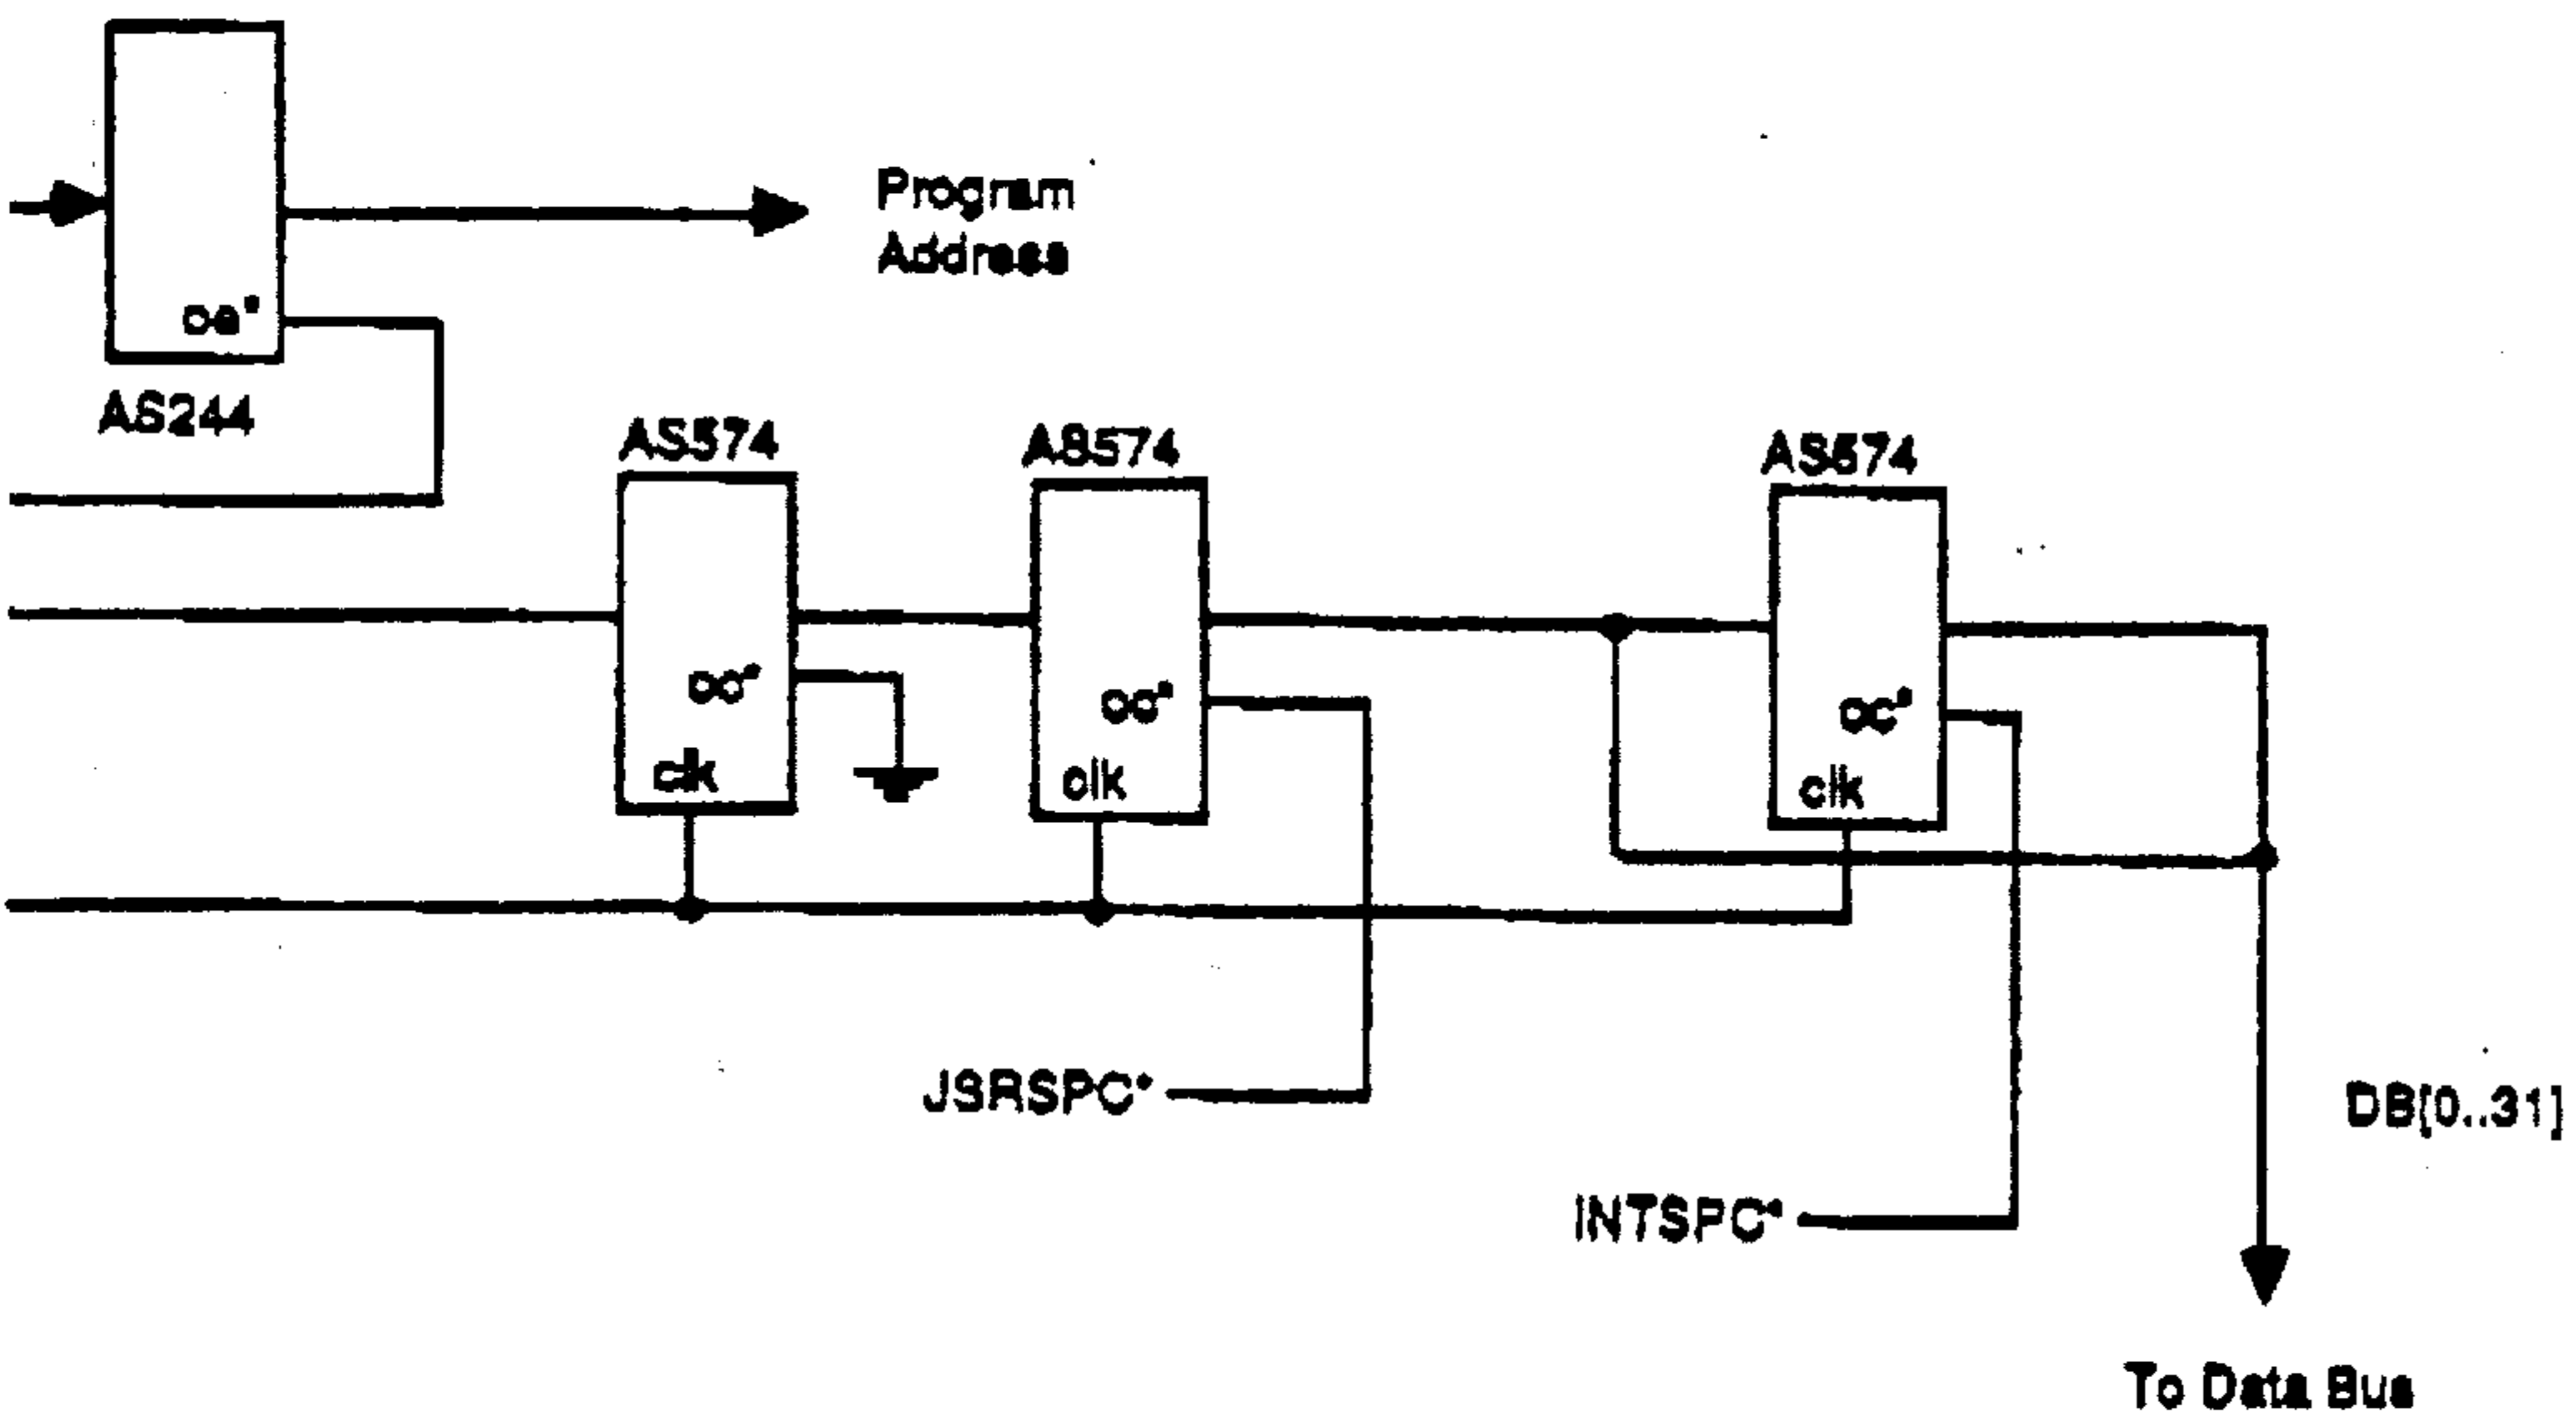 Program
Address
oe*
AS244
AS574
AS574
AS574
oc*
oc*
oc*
clk
clk
clk
JSRSPC*
DB[0..31]
INTSPC*
To Data Bus